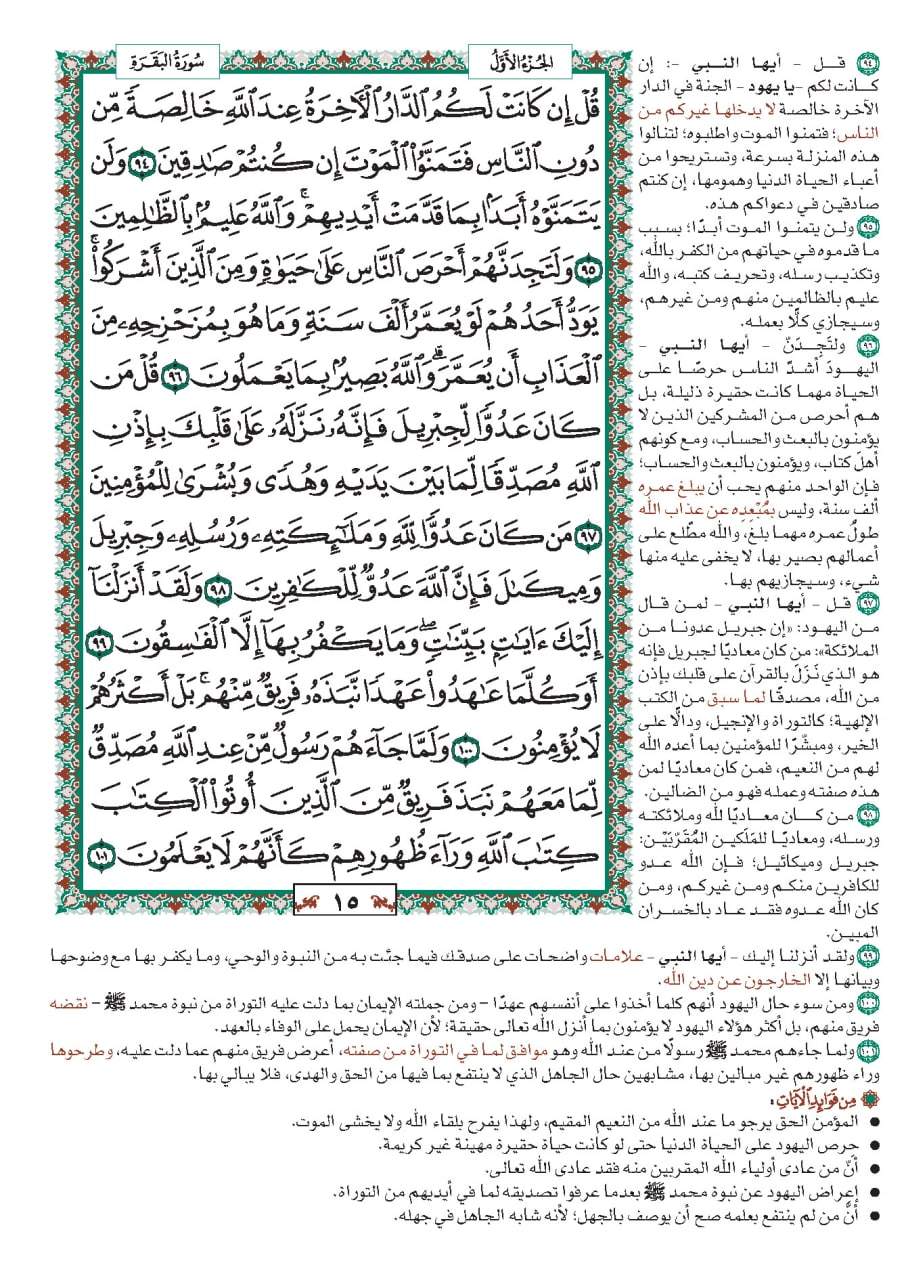 سُورَةُ البَقَرَةِ
الجُزْءُ الأَوَّلُ
قُلْ إِن كَانَتْ لَكُمُ ٱلدَّارُ ٱلْأَخِرَةُ عِندَ ٱللَّهِ خَالِصَةً مِّن
دُونِ ٱلنَّاسِ فَتَمَنَّوُا۟ ٱلْمَوْتَ إِن كُنتُمْ صَٰدِقِينَ ٩٤ وَلَن
يَتَمَنَّوْهُ أَبَدًۢا بِمَا قَدَّمَتْ أَيْدِيهِمْ ۗ وَٱللَّهُ عَلِيمٌۢ بِٱلظَّٰلِمِينَ
٩٥ وَلَتَجِدَنَّهُمْ أَحْرَصَ ٱلنَّاسِ عَلَىٰ حَيَوٰةٍ وَمِنَ ٱلَّذِينَ أَشْرَكُوا۟ ۚ
يَوَدُّ أَحَدُهُمْ لَوْ يُعَمَّرُ أَلْفَ سَنَةٍ وَمَا هُوَ بِمُزَحْزِحِهِۦ مِنَ
ٱلْعَذَابِ أَن يُعَمَّرَ ۗ وَٱللَّهُ بَصِيرٌۢ بِمَا يَعْمَلُونَ ٩٦ قُلْ مَن
كَانَ عَدُوًّا لِّجِبْرِيلَ فَإِنَّهُۥ نَزَّلَهُۥ عَلَىٰ قَلْبِكَ بِإِذْنِ
ٱللَّهِ مُصَدِّقًا لِّمَا بَيْنَ يَدَيْهِ وَهُدًى وَبُشْرَىٰ لِلْمُؤْمِنِينَ
٩٧ مَن كَانَ عَدُوًّا لِّلَّهِ وَمَلَٰٓئِكَتِهِۦ وَرُسُلِهِۦ وَجِبْرِيلَ
وَمِيكَىٰلَ فَإِنَّ ٱللَّهَ عَدُوٌّ لِّلْكَٰفِرِينَ ٩٨ وَلَقَدْ أَنزَلْنَآ
إِلَيْكَ ءَايَٰتٍۭ بَيِّنَٰتٍ ۖ وَمَا يَكْفُرُ بِهَآ إِلَّا ٱلْفَٰسِقُونَ ٩٩
أَوَكُلَّمَا عَٰهَدُوا۟ عَهْدًا نَّبَذَهُۥ فَرِيقٌ مِّنْهُم ۚ بَلْ أَكْثَرُهُمْ
لَا يُؤْمِنُونَ ١٠٠ وَلَمَّا جَآءَهُمْ رَسُولٌ مِّنْ عِندِ ٱللَّهِ مُصَدِّقٌ
لِّمَا مَعَهُمْ نَبَذَ فَرِيقٌ مِّنَ ٱلَّذِينَ أُوتُوا۟ ٱلْكِتَٰبَ
كِتَٰبَ ٱللَّهِ وَرَآءَ ظُهُورِهِمْ كَأَنَّهُمْ لَا يَعْلَمُونَ ١٠١
١٥
٩٤ قل - أيها النبي -: إن
كانت لكم -يا يهود- الجنة في الدار
الآخرة خالصة لا يدخلها غيركم من
الناس؛ فتمنوا الموت واطلبوه؛ لتنالوا
هذه المنزلة بسرعة، وتستريحوا من
أعباء الحياة الدنيا وهمومها، إن كنتم
صادقين في دعواكم هذه.
٩٥ ولن يتمنوا الموت أبدًا؛ بسبب
ما قدموه في حياتهم من الكفر بالله،
وتكذيب رسله، وتحريف كتبه، والله
عليم بالظالمين منهم ومن غيرهم،
وسيجازي كلًّا بعمله.
٩٦ ولتَجدَنّ - أيها النبي -
اليهودَ أشدّ الناس حرصًا على
الحياة مهما كانت حقيرة ذليلة، بل
هم أحرص من المشركين الذين لا
يؤمنون بالبعث والحساب، ومع كونهم
أهلَ كتاب، ويؤمنون بالبعث والحساب؛
فإن الواحد منهم يحب أن يبلغ عمره
ألف سنة، وليس بمُبْعِدِه عن عذاب الله
طولُ عمره مهما بلغ، والله مطّلع على
أعمالهم بصير بها، لا يخفى عليه منها
شيء، وسيجازيهم بها.
٩٧ قل - أيها النبي - لمن قال
من اليهود: «إن جبريل عدونا من
الملائكة»: من كان معاديًا لجبريل فإنه
هو الذي نَزَلَ بالقرآن على قلبك بإذن
من الله، مصدقًا لما سبق من الكتب
الإلهية؛ كالتوراة والإنجيل، ودالًّا على
الخير، ومبشّرًا للمؤمنين بما أعده الله
لهم من النعيم، فمن كان معاديًا لمن
هذه صفته وعمله فهو من الضالين.
٩٨ من كان معاديًا لله وملائكته
ورسله، ومعاديًا للمَلَكين المُقَرّبَيْن:
جبريل وميكائيل؛ فإن الله عدو
للكافرين منكم ومن غيركم، ومن
كان الله عدوه فقد عاد بالخسران
المبين.
٩٩ ولقد أنزلنا إليك - أيها النبي - علامات واضحات على صدقك فيما جئت به من النبوة والوحي، وما يكفر بها مع وضوحها
وبيانها إلا الخارجون عن دين الله.
١٠٠ ومن سوء حال اليهود أنهم كلما أخذوا على أنفسهم عهدًا - ومن جملته الإيمان بما دلت عليه التوراة من نبوة محمد ﷺ - نقضه
فريق منهم، بل أكثر هؤلاء اليهود لا يؤمنون بما أنزل الله تعالى حقيقة؛ لأن الإيمان يحمل على الوفاء بالعهد.
١٠١ ولما جاءهم محمد ﷺ رسولًا من عند الله وهو موافق لما في التوراة من صفته، أعرض فريق منهم عما دلت عليه، وطرحوها
وراء ظهورهم غير مبالين بها، مشابهين حال الجاهل الذي لا ينتفع بما فيها من الحق والهدى، فلا يبالي بها.
مِن فَوَائِدِ الآيَاتِ:
• المؤمن الحق يرجو ما عند الله من النعيم المقيم، ولهذا يفرح بلقاء الله ولا يخشى الموت.
• حِرص اليهود على الحياة الدنيا حتى لو كانت حياة حقيرة مهينة غير كريمة.
• أنّ من عادى أولياء الله المقربين منه فقد عادى الله تعالى.
• إعراض اليهود عن نبوة محمد ﷺ بعدما عرفوا تصديقه لما في أيديهم من التوراة.
• أنَّ من لم ينتفع بعلمه صح أن يوصف بالجهل؛ لأنه شابه الجاهل في جهله.